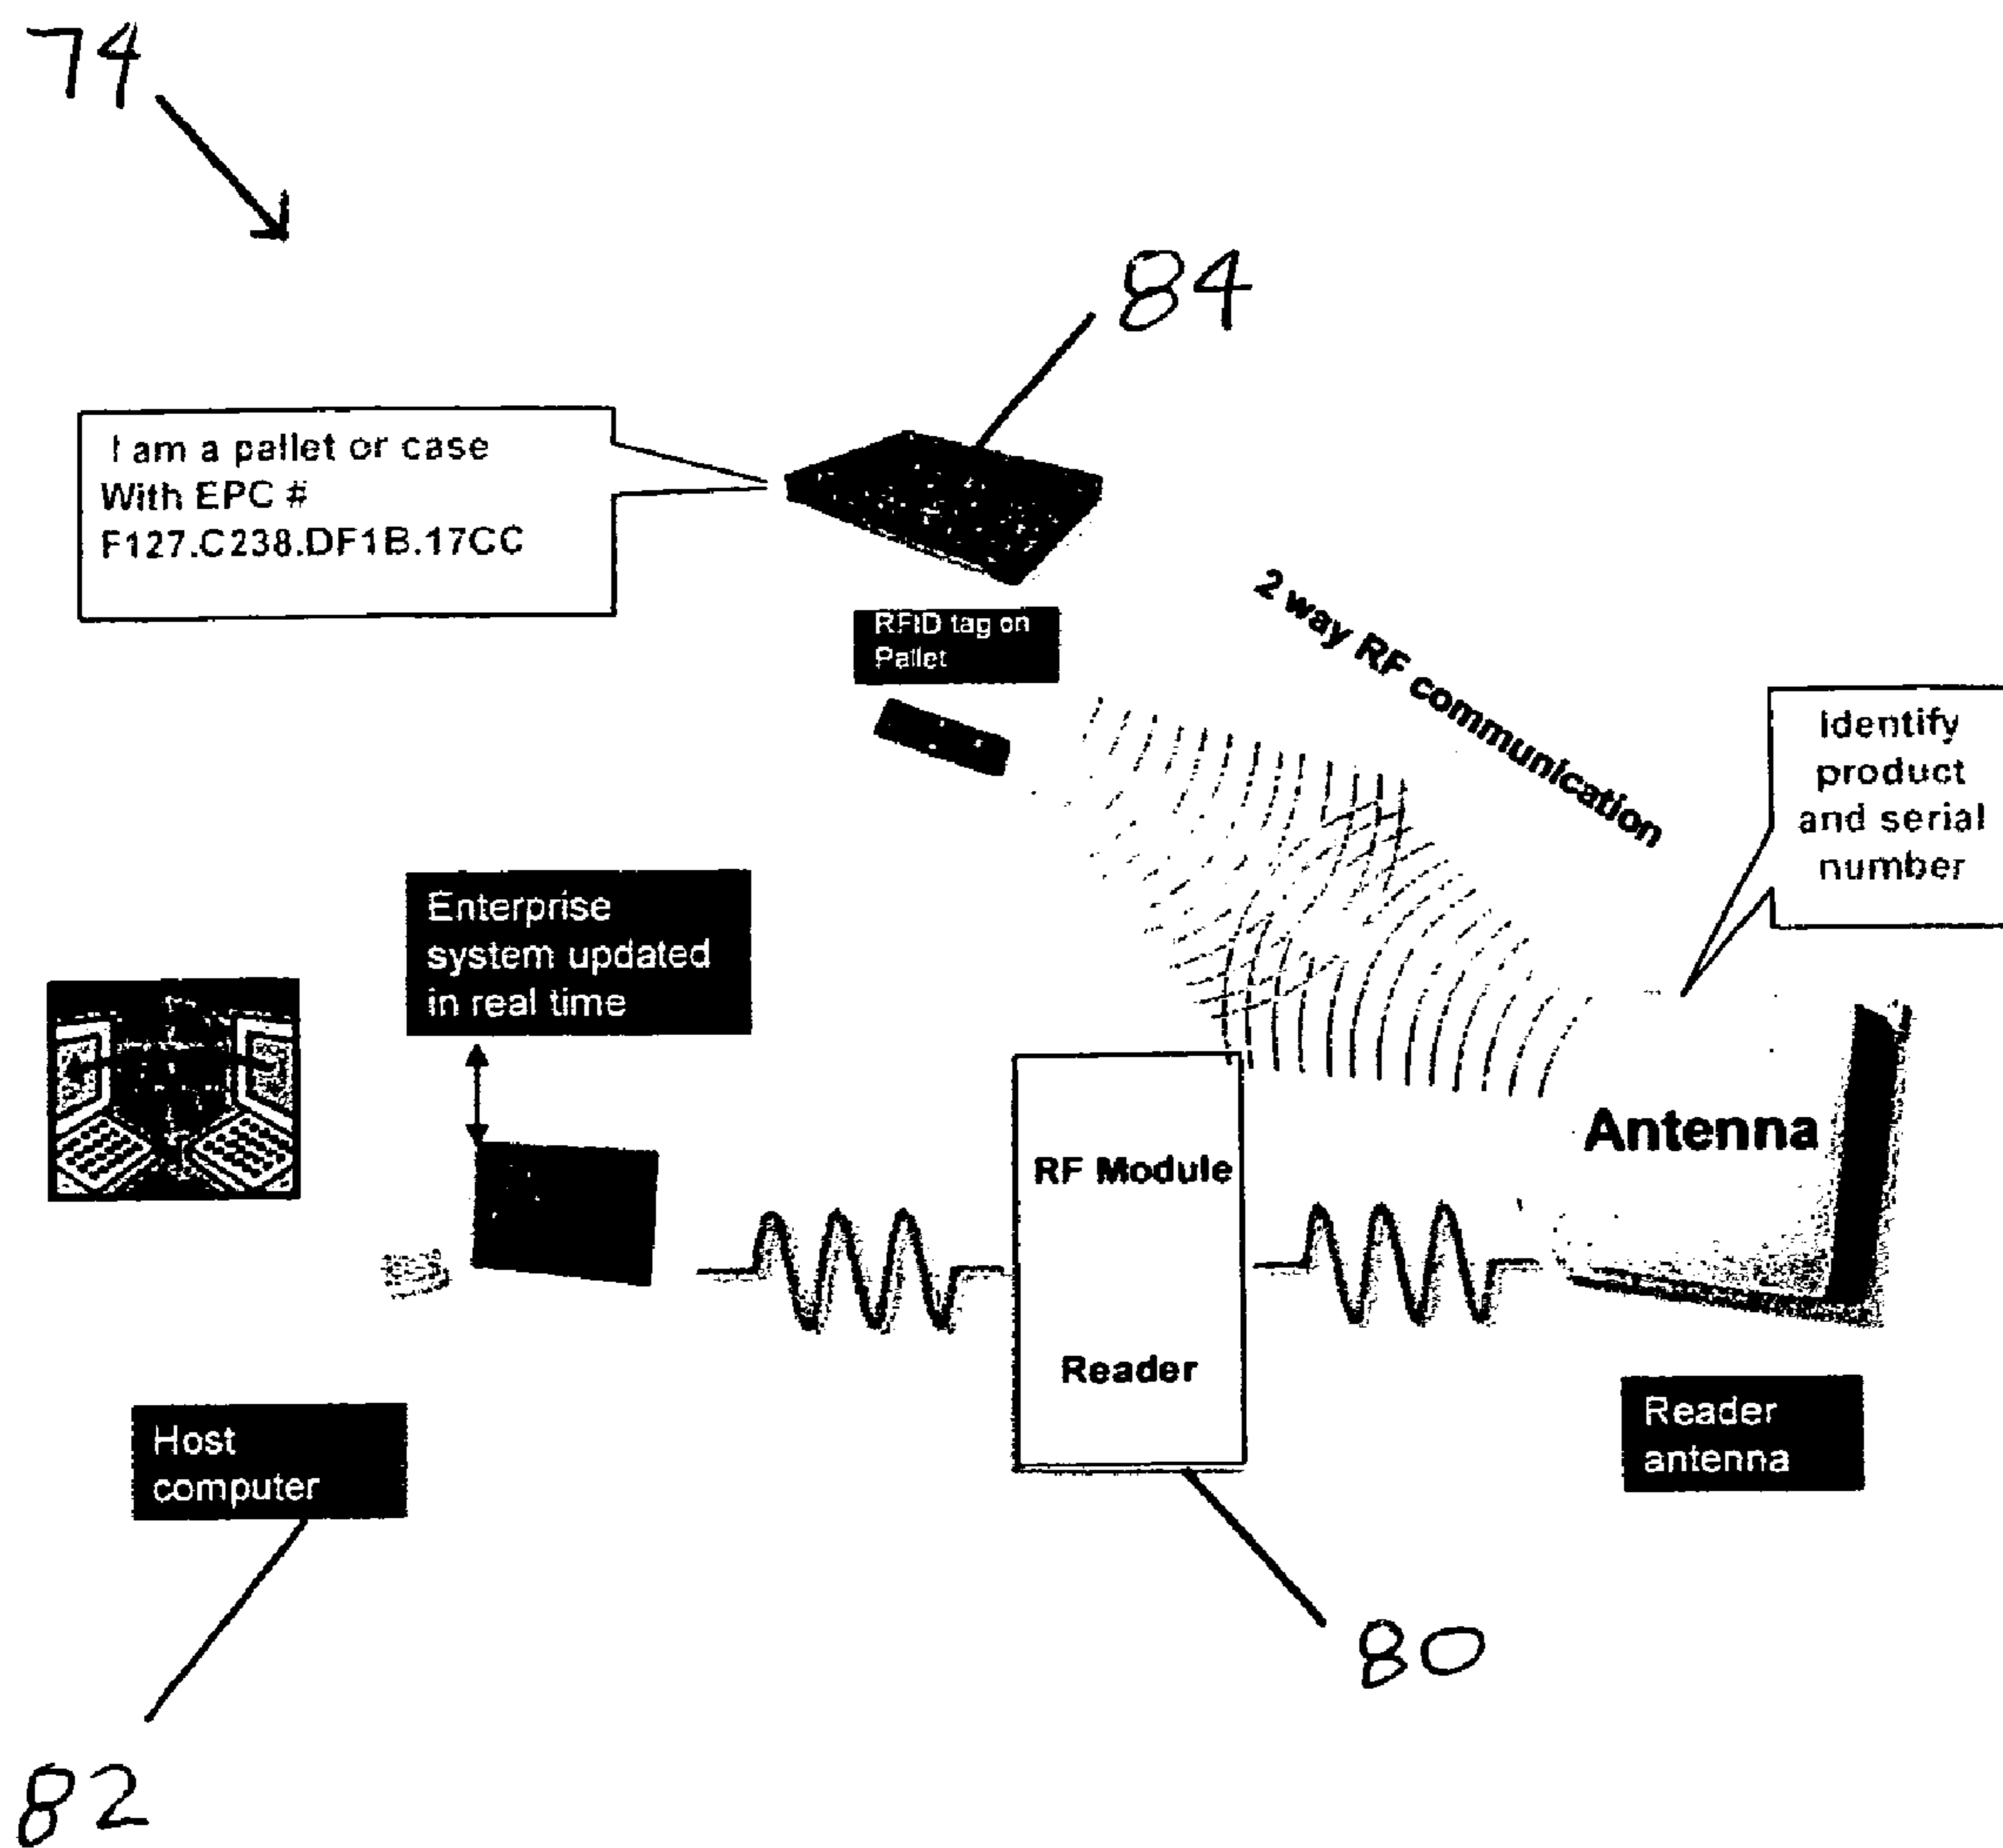 74
84
I am a pallet or case
With EPC #
F127.C238.DF1B.17CC
RFID tag on
Pallet
2 way RF communication
Identify
product
and serial
number
Enterprise
system updated
in real time
Antenna
RF Module
Reader
Reader
antenna
Host
computer
80
82